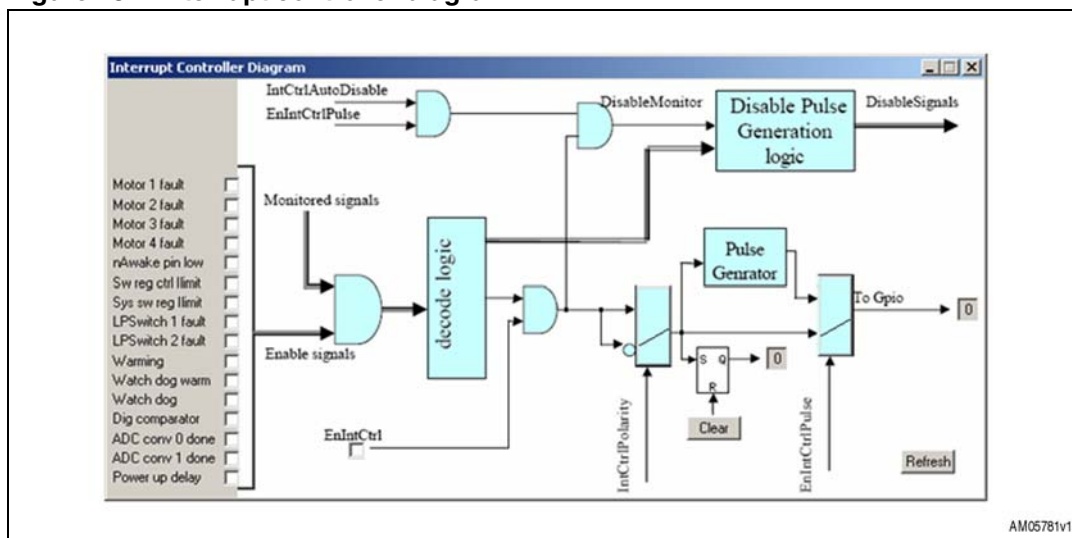 Interrupt Controller Diagram
IntCtrlAutoDisable
EnIntCtrlPulse
DisableMonitor
Disable Pulse
Generation
logic
DisableSignals
Motor 1 fault
Motor 2 fault
Motor 3 fault
Motor 4 fault
nAwake pin low
Sw reg ctrl Ilimit
Sys sw reg Ilimit
LPSwitch 1 fault
LPSwitch 2 fault
Warming
Watch dog warm
Watch dog
Dig comparator
ADC conv 0 done
ADC conv 1 done
Power up delay
Monitored signals
Enable signals
decode logic
EnIntCtrl
Pulse
Genrator
To Gpio
0
S Q
R
0
Clear
IntCtrlPolarity
EnIntCtrlPulse
Refresh
AM05781v1